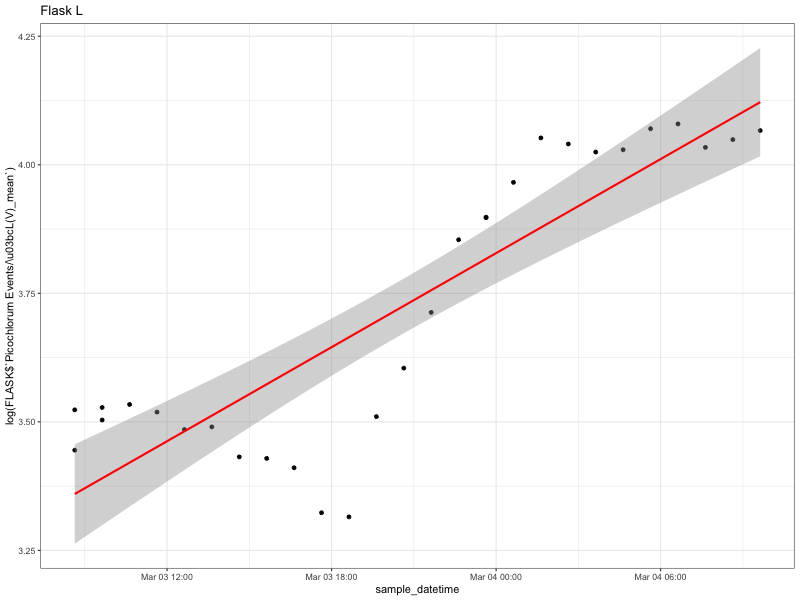 Flask L
log(FLASK$`Picochlorum Events/\u03bcL(V)_mean`)
4.25
4.00
3.75
3.50
3.25
Mar 03 12:00 Mar 03 18:00 Mar 04 00:00 Mar 04 06:00
sample_datetime